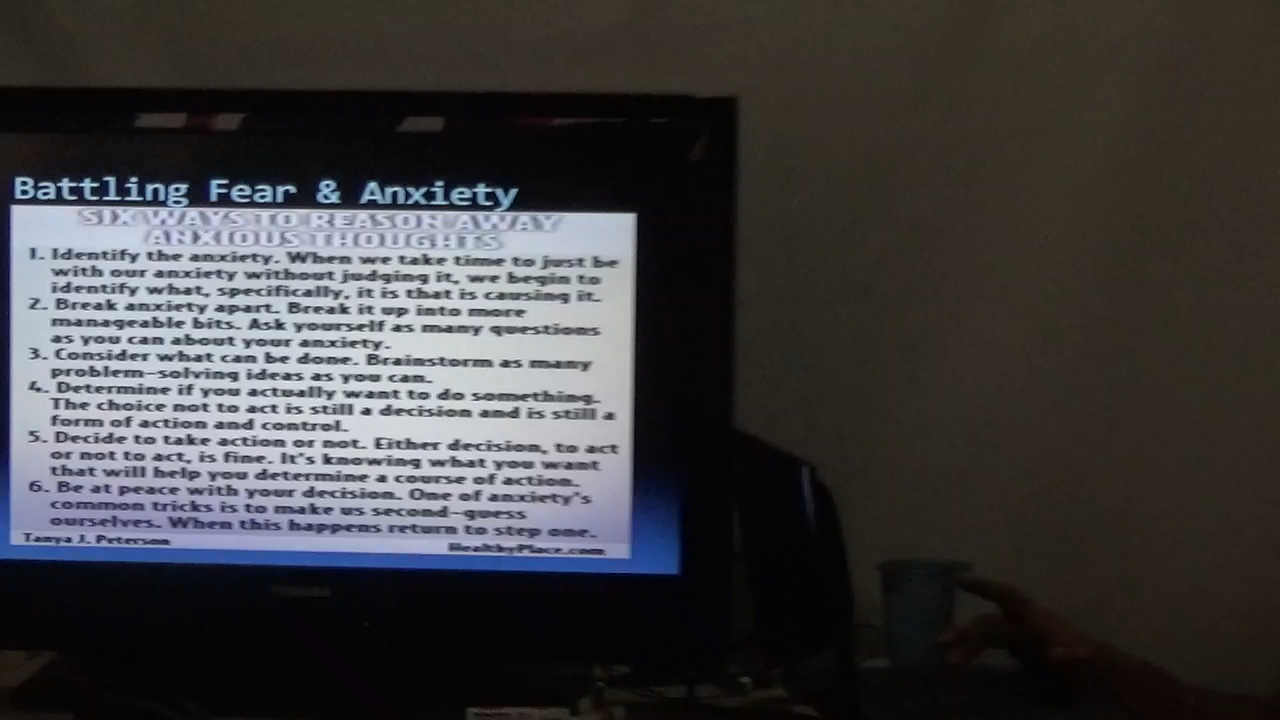 Battling Fear & Anxiety
SIX WAYS TO REASON AWAY
ANXIOUS THOUGHTS
1. Identify the anxiety. When we take time to just be
with our anxiety without judging it, we begin to
identify what, specifically, it is that is causing it.
2. Break anxiety apart. Break it up into more
manageable bits. Ask yourself as many questions
as you can about your anxiety.
3. Consider what can be done. Brainstorm as many
problem-solving ideas as you can.
4. Determine if you actually want to do something.
The choice not to act is still a decision and is still a
form of action and control.
5. Decide to take action or not. Either decision, to act
or not to act, is fine. It's knowing what you want
that will help you determine a course of action.
6. Be at peace with your decision. One of anxiety's
common tricks is to make us second-guess
ourselves. When this happens return to step one.
Tanya J. Peterson
HealthyPlace.com
TOSHIBA